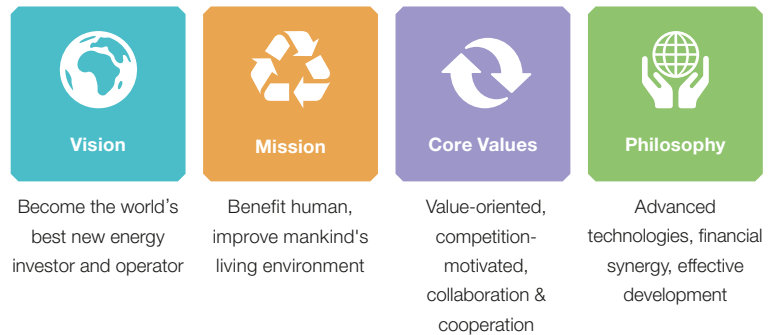 Vision
Become the world's
best new energy
investor and operator
Mission
Benefit human,
improve mankind's
living environment
Core Values
Value-oriented,
competition-
motivated,
collaboration &
cooperation
Philosophy
Advanced
technologies, financial
synergy, effective
development